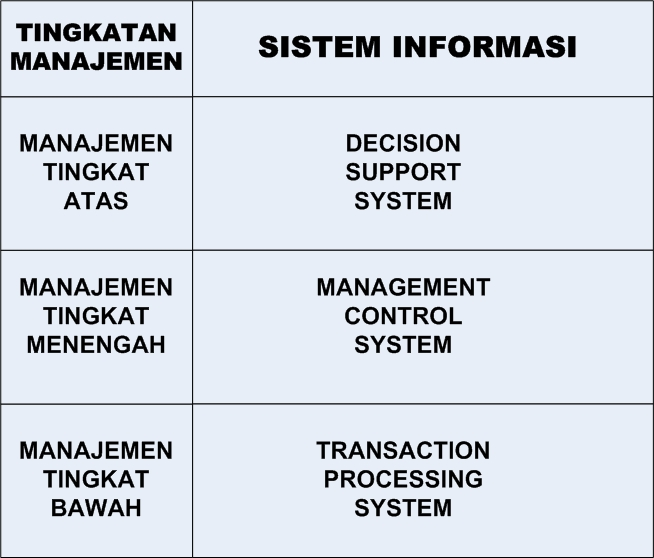 TINGKATAN
MANAJEMEN
SISTEM INFORMASI
MANAJEMEN
TINGKAT
ATAS
DECISION
SUPPORT
SYSTEM
MANAJEMEN
TINGKAT
MENENGAH
MANAGEMENT
CONTROL
SYSTEM
MANAJEMEN
TINGKAT
BAWAH
TRANSACTION
PROCESSING
SYSTEM